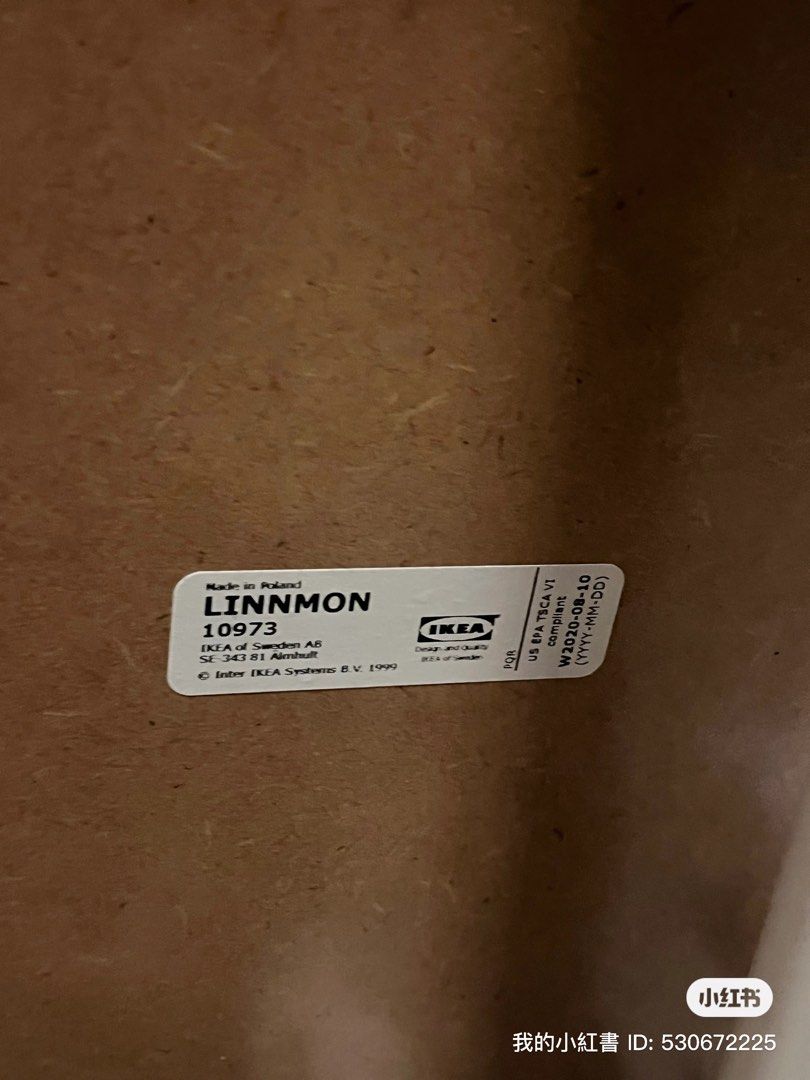 Made in Poland
LINNMON
10973
IKEA of Sweden AB
SE-343 81 Älmhult
© Inter IKEA Systems B.V. 1999
IKEA
Design and Quality
IKEA of Sweden
PQR
US EPA TSCA VI
compliant
W2020-08-10
(YYYY-MM-DD)
小红书
我的小紅書 ID: 530672225